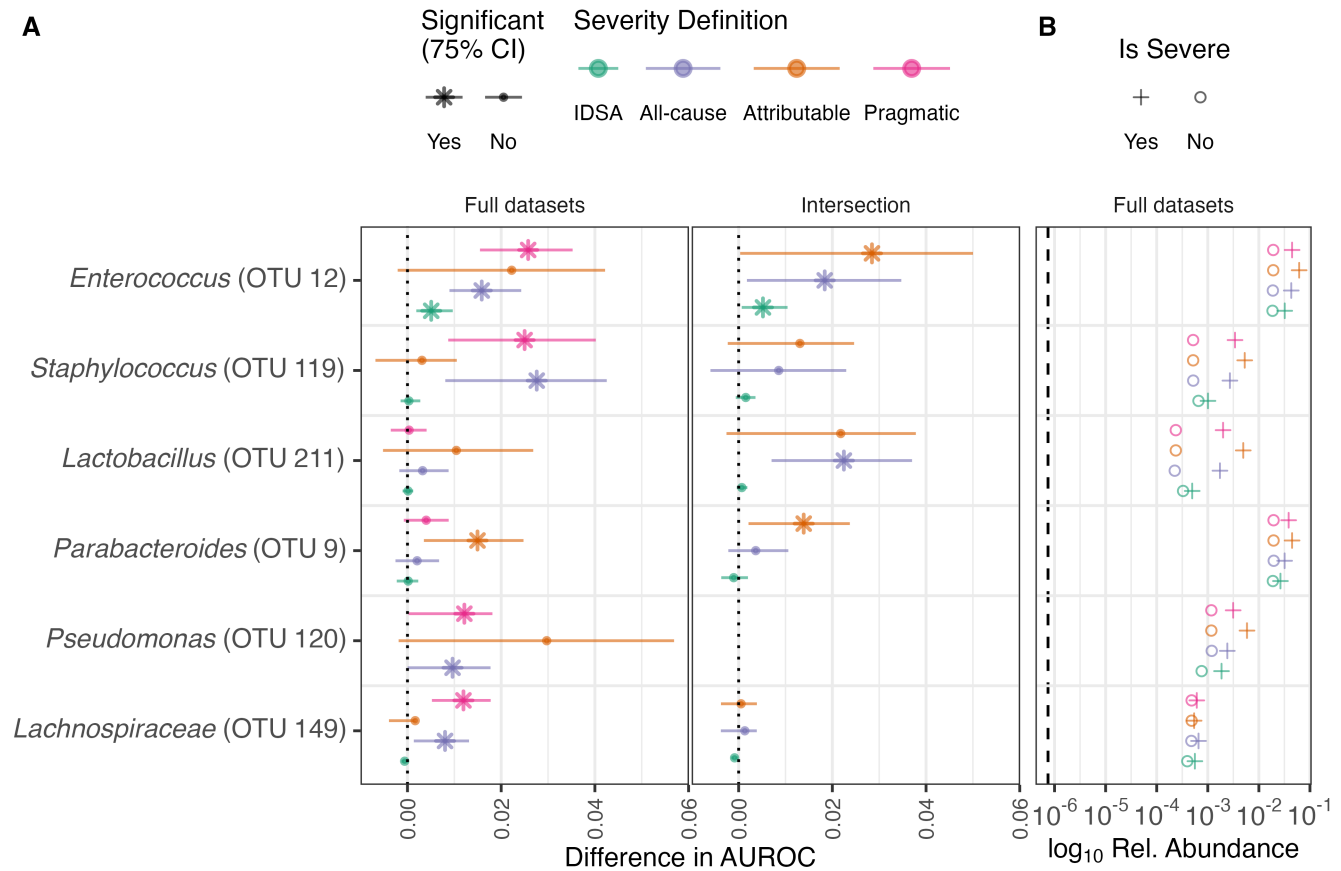 A
Significant
(75% CI)
Yes
No
Severity Definition
IDSA
All-cause
Attributable
Pragmatic
B
Is Severe
Yes
No
Full datasets
Intersection
Full datasets
Enterococcus (OTU 12)
Staphylococcus (OTU 119)
Lactobacillus (OTU 211)
Parabacteroides (OTU 9)
Pseudomonas (OTU 120)
Lachnospiraceae (OTU 149)
0.00
0.02
0.04
0.06
0.00
0.02
0.04
0.06
10⁻⁶ 10⁻⁵ 10⁻⁴ 10⁻³ 10⁻² 10⁻¹
Difference in AUROC
log₁₀ Rel. Abundance